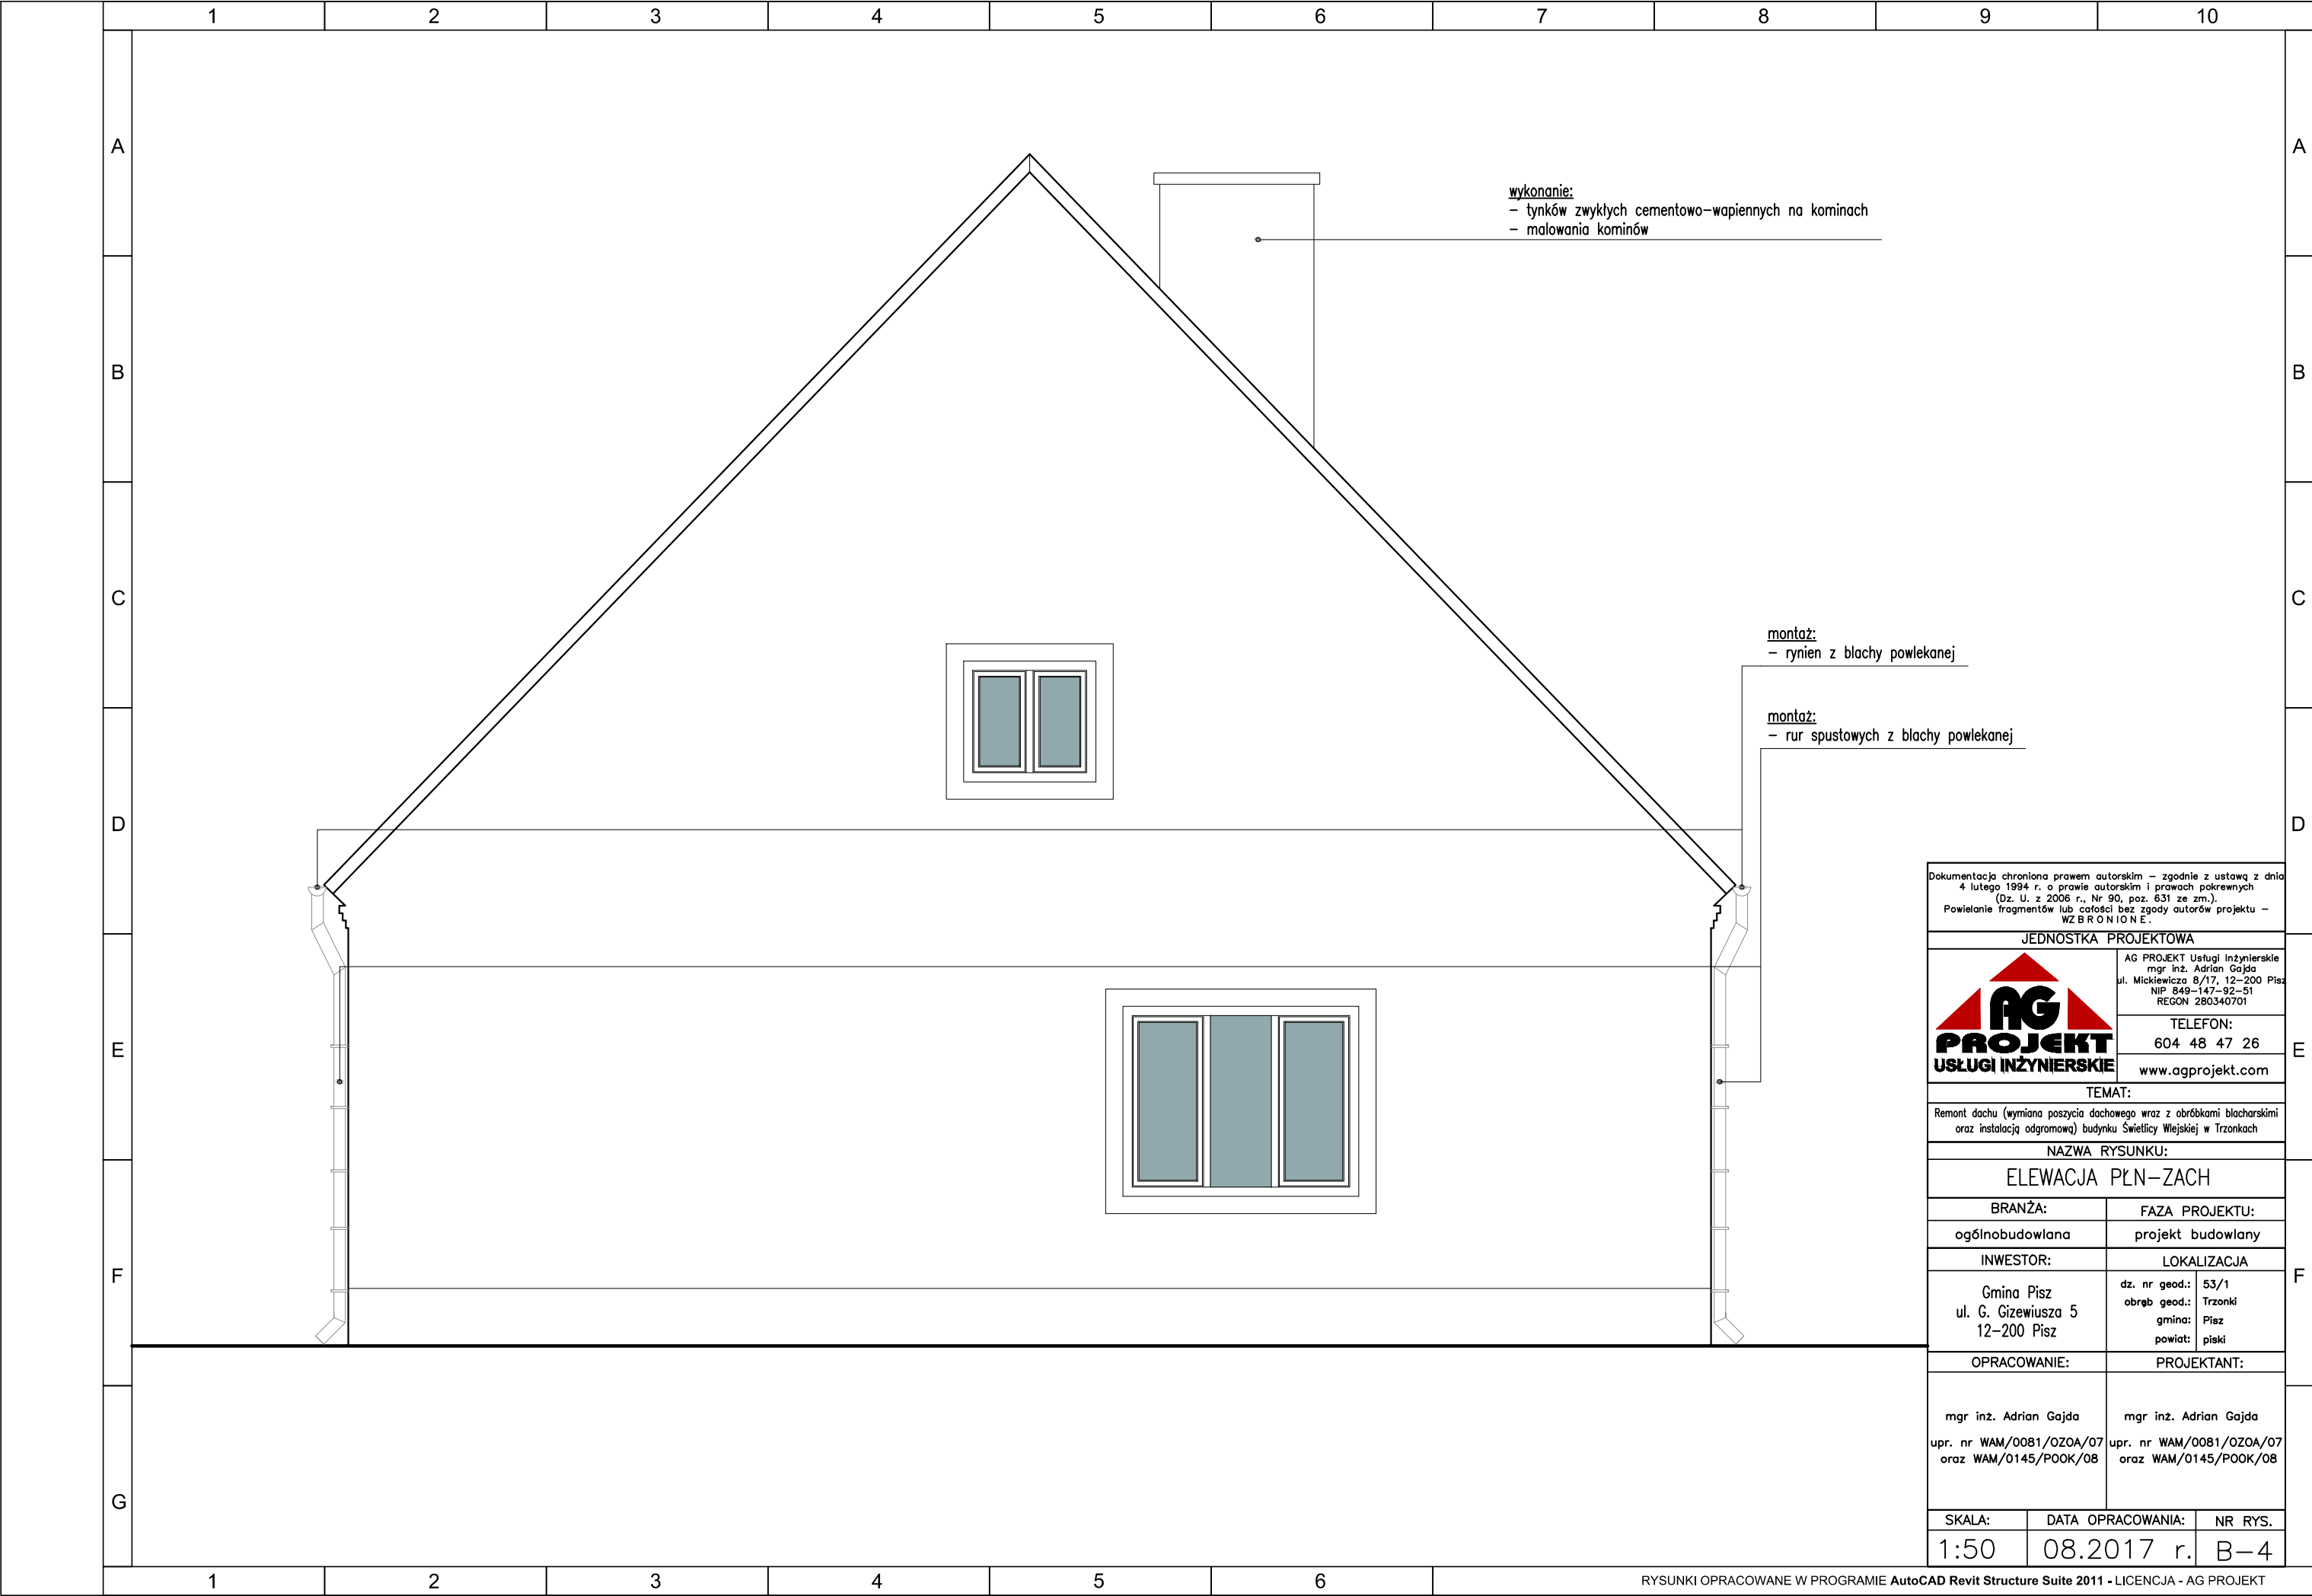 1 2 3 4 5 6 7 8 9 10
A A
B B
C C
D D
E E
F F
G
wykonanie:
- tynków zwykłych cementowo-wapiennych na kominach
- malowania kominów
montaż:
- rynien z blachy powlekanej
montaż:
- rur spustowych z blachy powlekanej
Dokumentacja chroniona prawem autorskim - zgodnie z ustawą z dnia
4 lutego 1994 r. o prawie autorskim i prawach pokrewnych
(Dz. U. z 2006 r., Nr 90, poz. 631 ze zm.).
Powielanie fragmentów lub całości bez zgody autorów projektu -
WZBRONIONE.
JEDNOSTKA PROJEKTOWA
AG
PROJEKT
USŁUGI INŻYNIERSKIE
AG PROJEKT Usługi Inżynierskie
mgr inż. Adrian Gajda
ul. Mickiewicza 8/17, 12-200 Pisz
NIP 849-147-92-51
REGON 280340701
TELEFON:
604 48 47 26
www.agprojekt.com
TEMAT:
Remont dachu (wymiana poszycia dachowego wraz z obróbkami blacharskimi
oraz instalacją odgromową) budynku Świetlicy Wiejskiej w Trzonkach
NAZWA RYSUNKU:
ELEWACJA PŁN-ZACH
BRANŻA: FAZA PROJEKTU:
ogólnobudowlana projekt budowlany
INWESTOR: LOKALIZACJA
Gmina Pisz
ul. G. Gizewiusza 5
12-200 Pisz
dz. nr geod.: 53/1
obręb geod.: Trzonki
gmina: Pisz
powiat: piski
OPRACOWANIE: PROJEKTANT:
mgr inż. Adrian Gajda mgr inż. Adrian Gajda
upr. nr WAM/0081/OZOA/07 upr. nr WAM/0081/OZOA/07
oraz WAM/0145/POOK/08 oraz WAM/0145/POOK/08
SKALA: DATA OPRACOWANIA: NR RYS.
1:50 08.2017 r. B-4
1 2 3 4 5 6
RYSUNKI OPRACOWANE W PROGRAMIE AutoCAD Revit Structure Suite 2011 - LICENCJA - AG PROJEKT